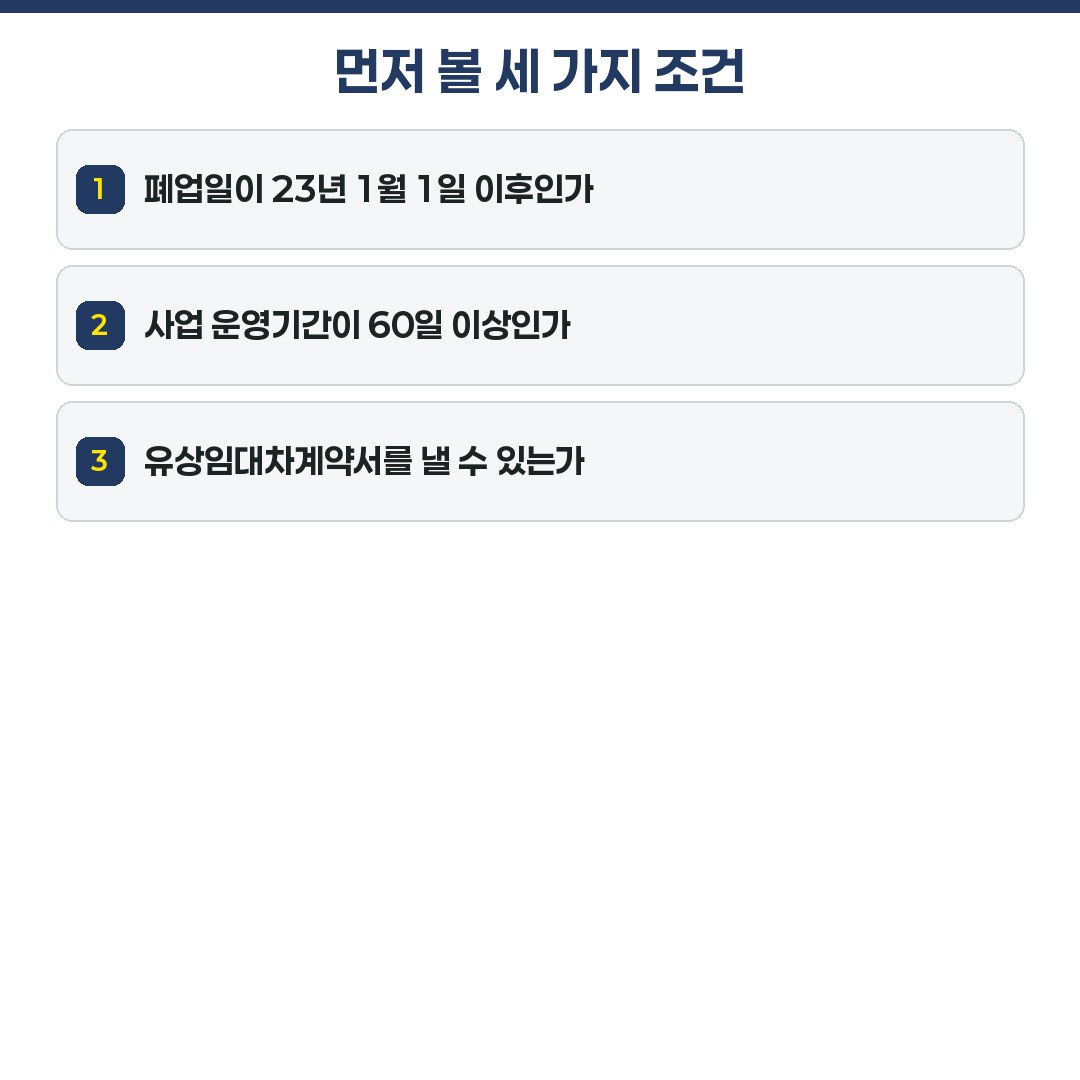 먼저 볼 세 가지 조건
1 폐업일이 23년 1월 1일 이후인가
2 사업 운영기간이 60일 이상인가
3 유상임대차계약서를 낼 수 있는가